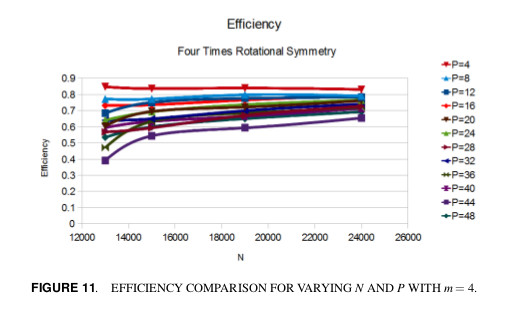 Efficiency
Four Times Rotational Symmetry
Efficiency
0.9
0.8
0.7
0.6
0.5
0.4
0.3
0.2
0.1
0
12000 14000 16000 18000 20000 22000 24000 26000
N
P=4
P=8
P=12
P=16
P=20
P=24
P=28
P=32
P=36
P=40
P=44
P=48
FIGURE 11. EFFICIENCY COMPARISON FOR VARYING N AND P WITH m = 4.